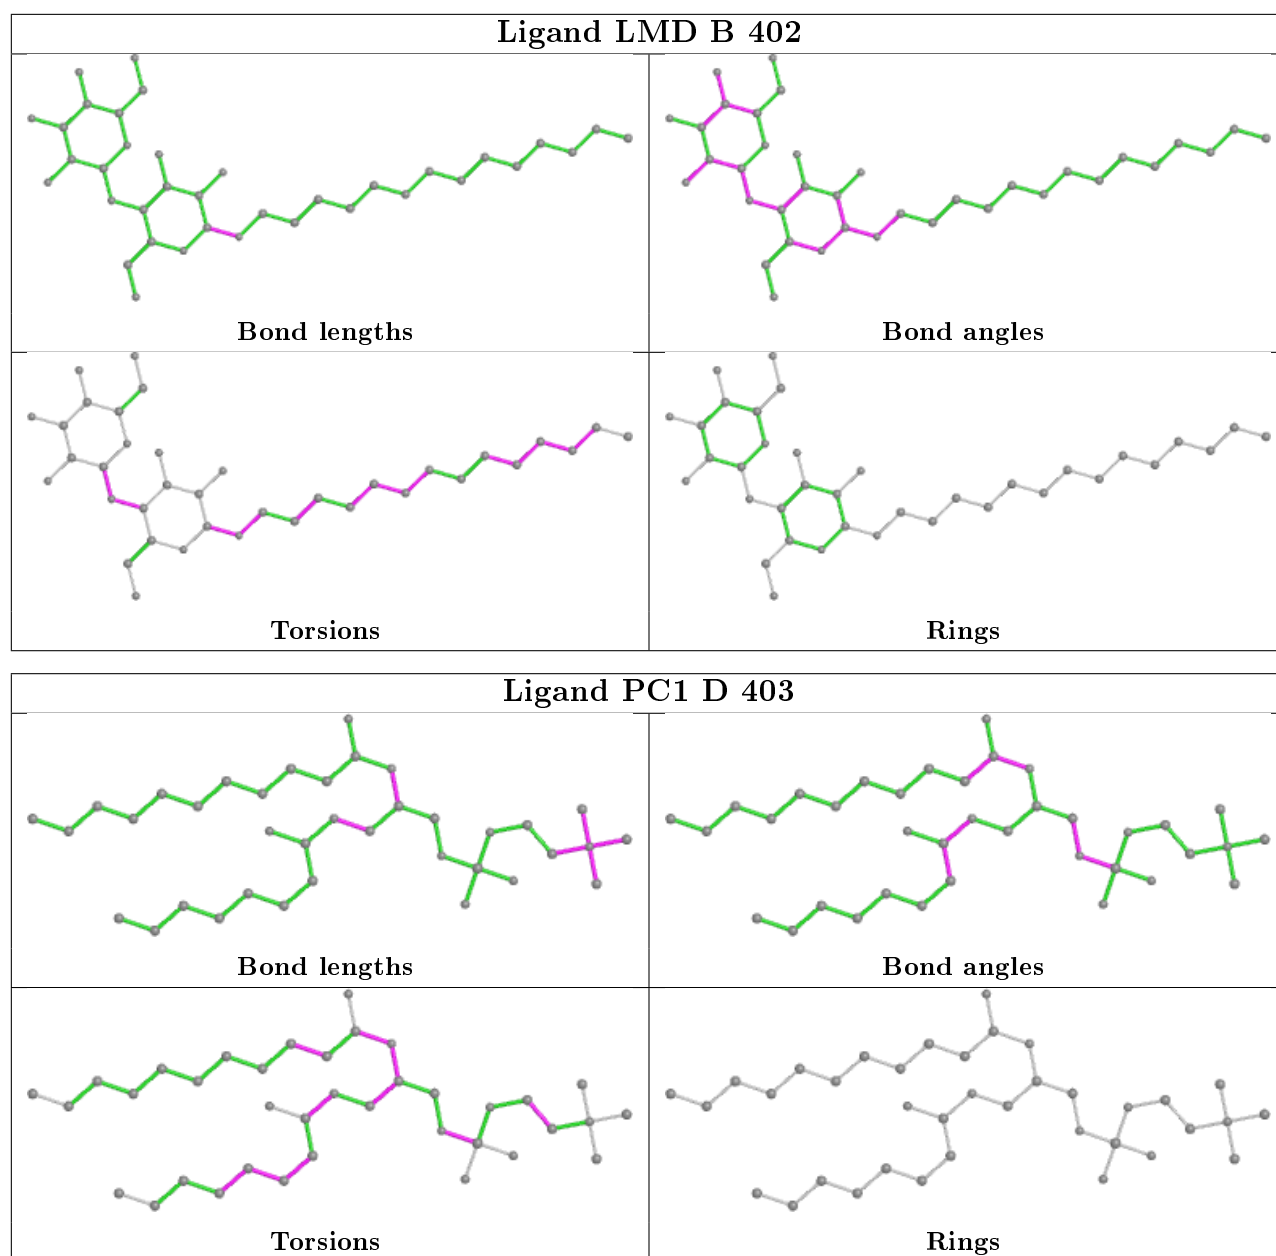 Ligand LMD B 402
Bond lengths
Bond angles
Torsions
Rings
Ligand PC1 D 403
Bond lengths
Bond angles
Torsions
Rings